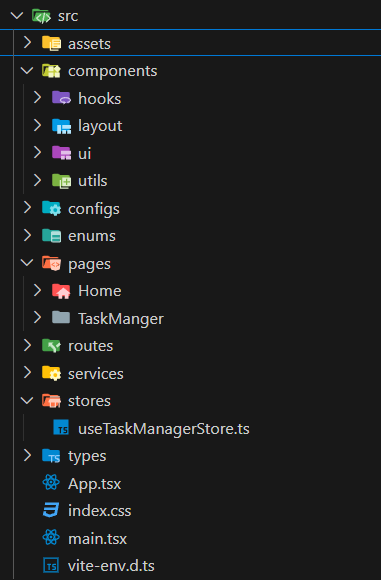 src
assets
components
hooks
layout
ui
utils
configs
enums
pages
Home
TaskManger
routes
services
stores
TS useTaskManagerStore.ts
TS types
App.tsx
index.css
main.tsx
TS vite-env.d.ts